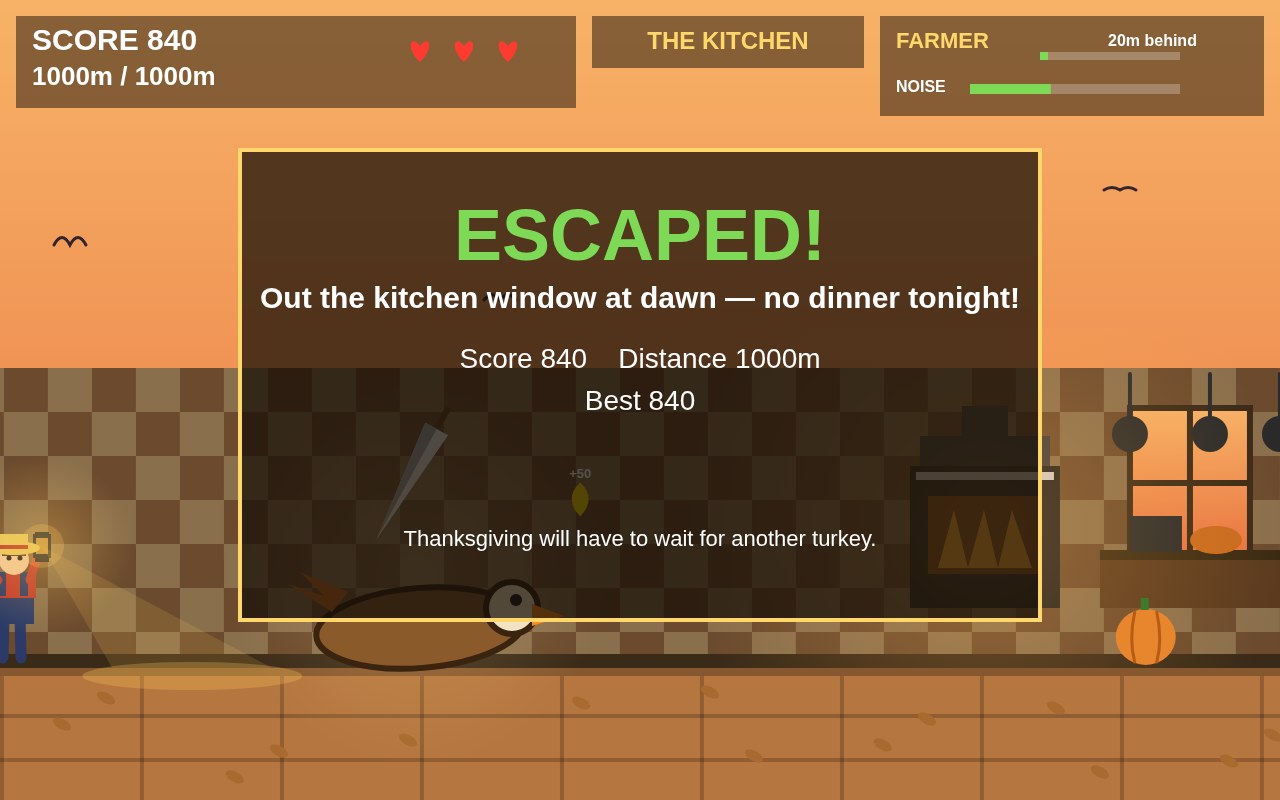 SCORE 840
1000m / 1000m
THE KITCHEN
FARMER
20m behind
NOISE
ESCAPED!
Out the kitchen window at dawn — no dinner tonight!
Score 840 Distance 1000m
Best 840
+50
Thanksgiving will have to wait for another turkey.